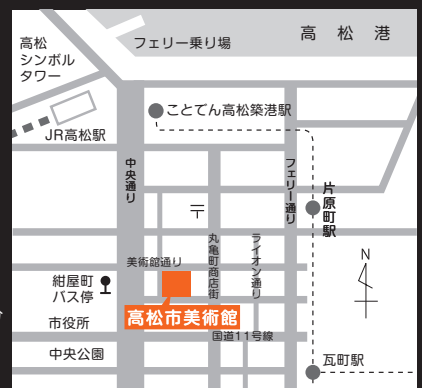 高松港
高松
シンボル
タワー
フェリー乗り場
ことでん高松築港駅
JR高松駅
中央通り
フェリー通り
片原町駅
〒
丸亀町商店街
ライオン通り
美術館通り
N
紺屋町
バス停
高松市美術館
市役所
国道11号線
中央公園
瓦町駅